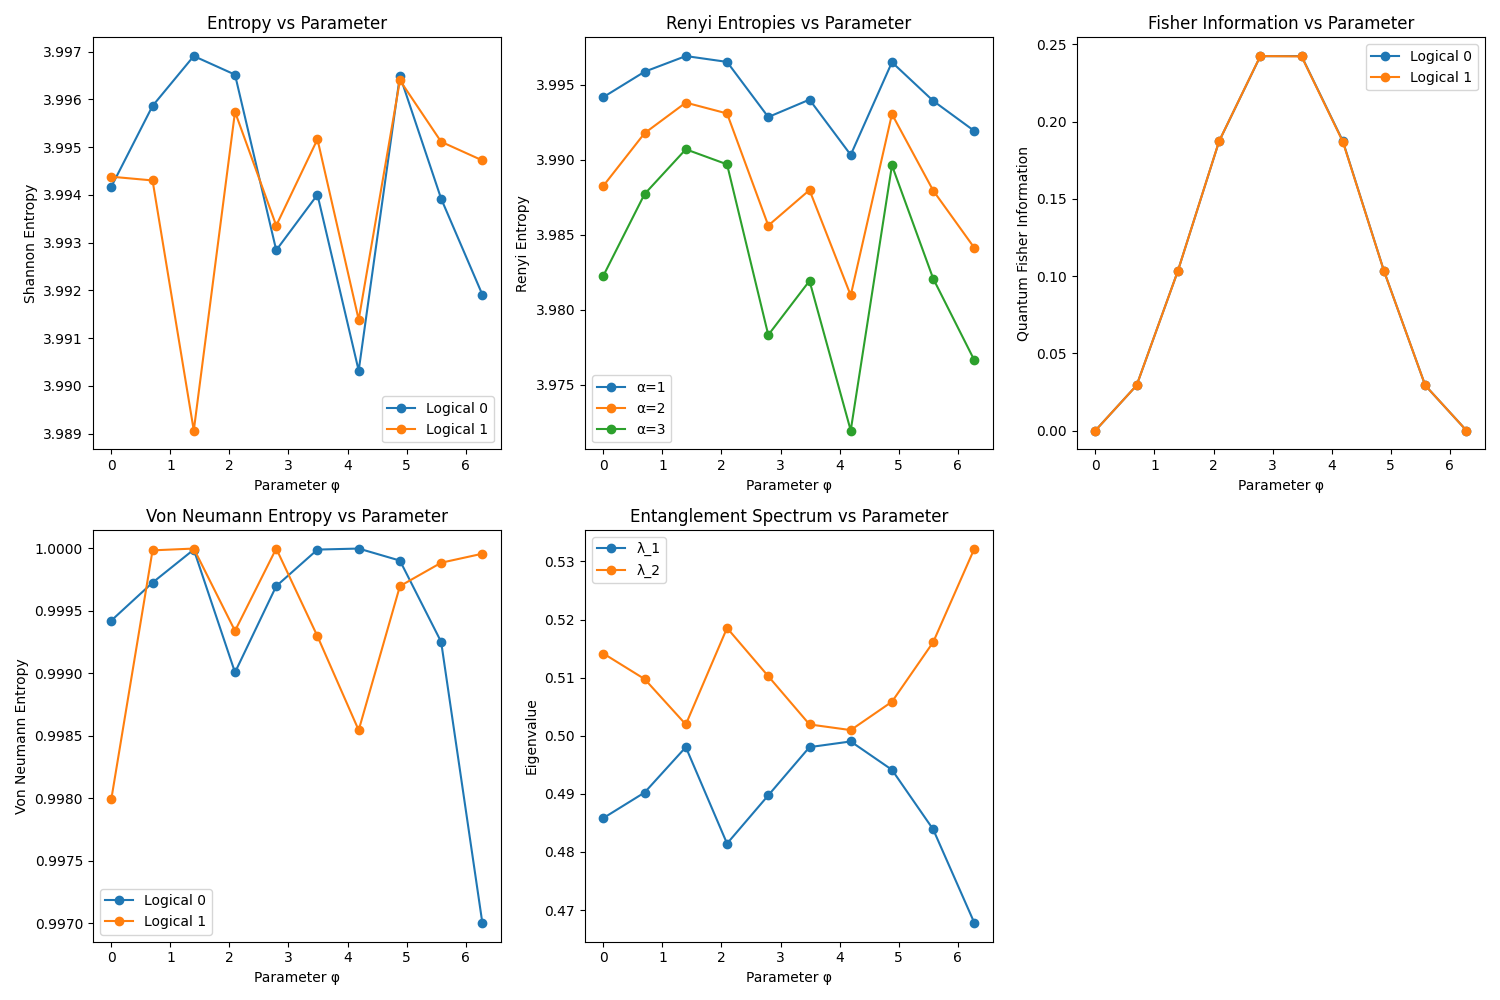 Entropy vs Parameter
Shannon Entropy
3.997
3.996
3.995
3.994
3.993
3.992
3.991
3.990
3.989
Logical 0
Logical 1
0 1 2 3 4 5 6
Parameter φ
Renyi Entropies vs Parameter
Renyi Entropy
3.995
3.990
3.985
3.980
3.975
α=1
α=2
α=3
0 1 2 3 4 5 6
Parameter φ
Fisher Information vs Parameter
Quantum Fisher Information
0.25
0.20
0.15
0.10
0.05
0.00
Logical 0
Logical 1
0 1 2 3 4 5 6
Parameter φ
Von Neumann Entropy vs Parameter
Von Neumann Entropy
1.0000
0.9995
0.9990
0.9985
0.9980
0.9975
0.9970
Logical 0
Logical 1
0 1 2 3 4 5 6
Parameter φ
Entanglement Spectrum vs Parameter
Eigenvalue
0.53
0.52
0.51
0.50
0.49
0.48
0.47
λ_1
λ_2
0 1 2 3 4 5 6
Parameter φ